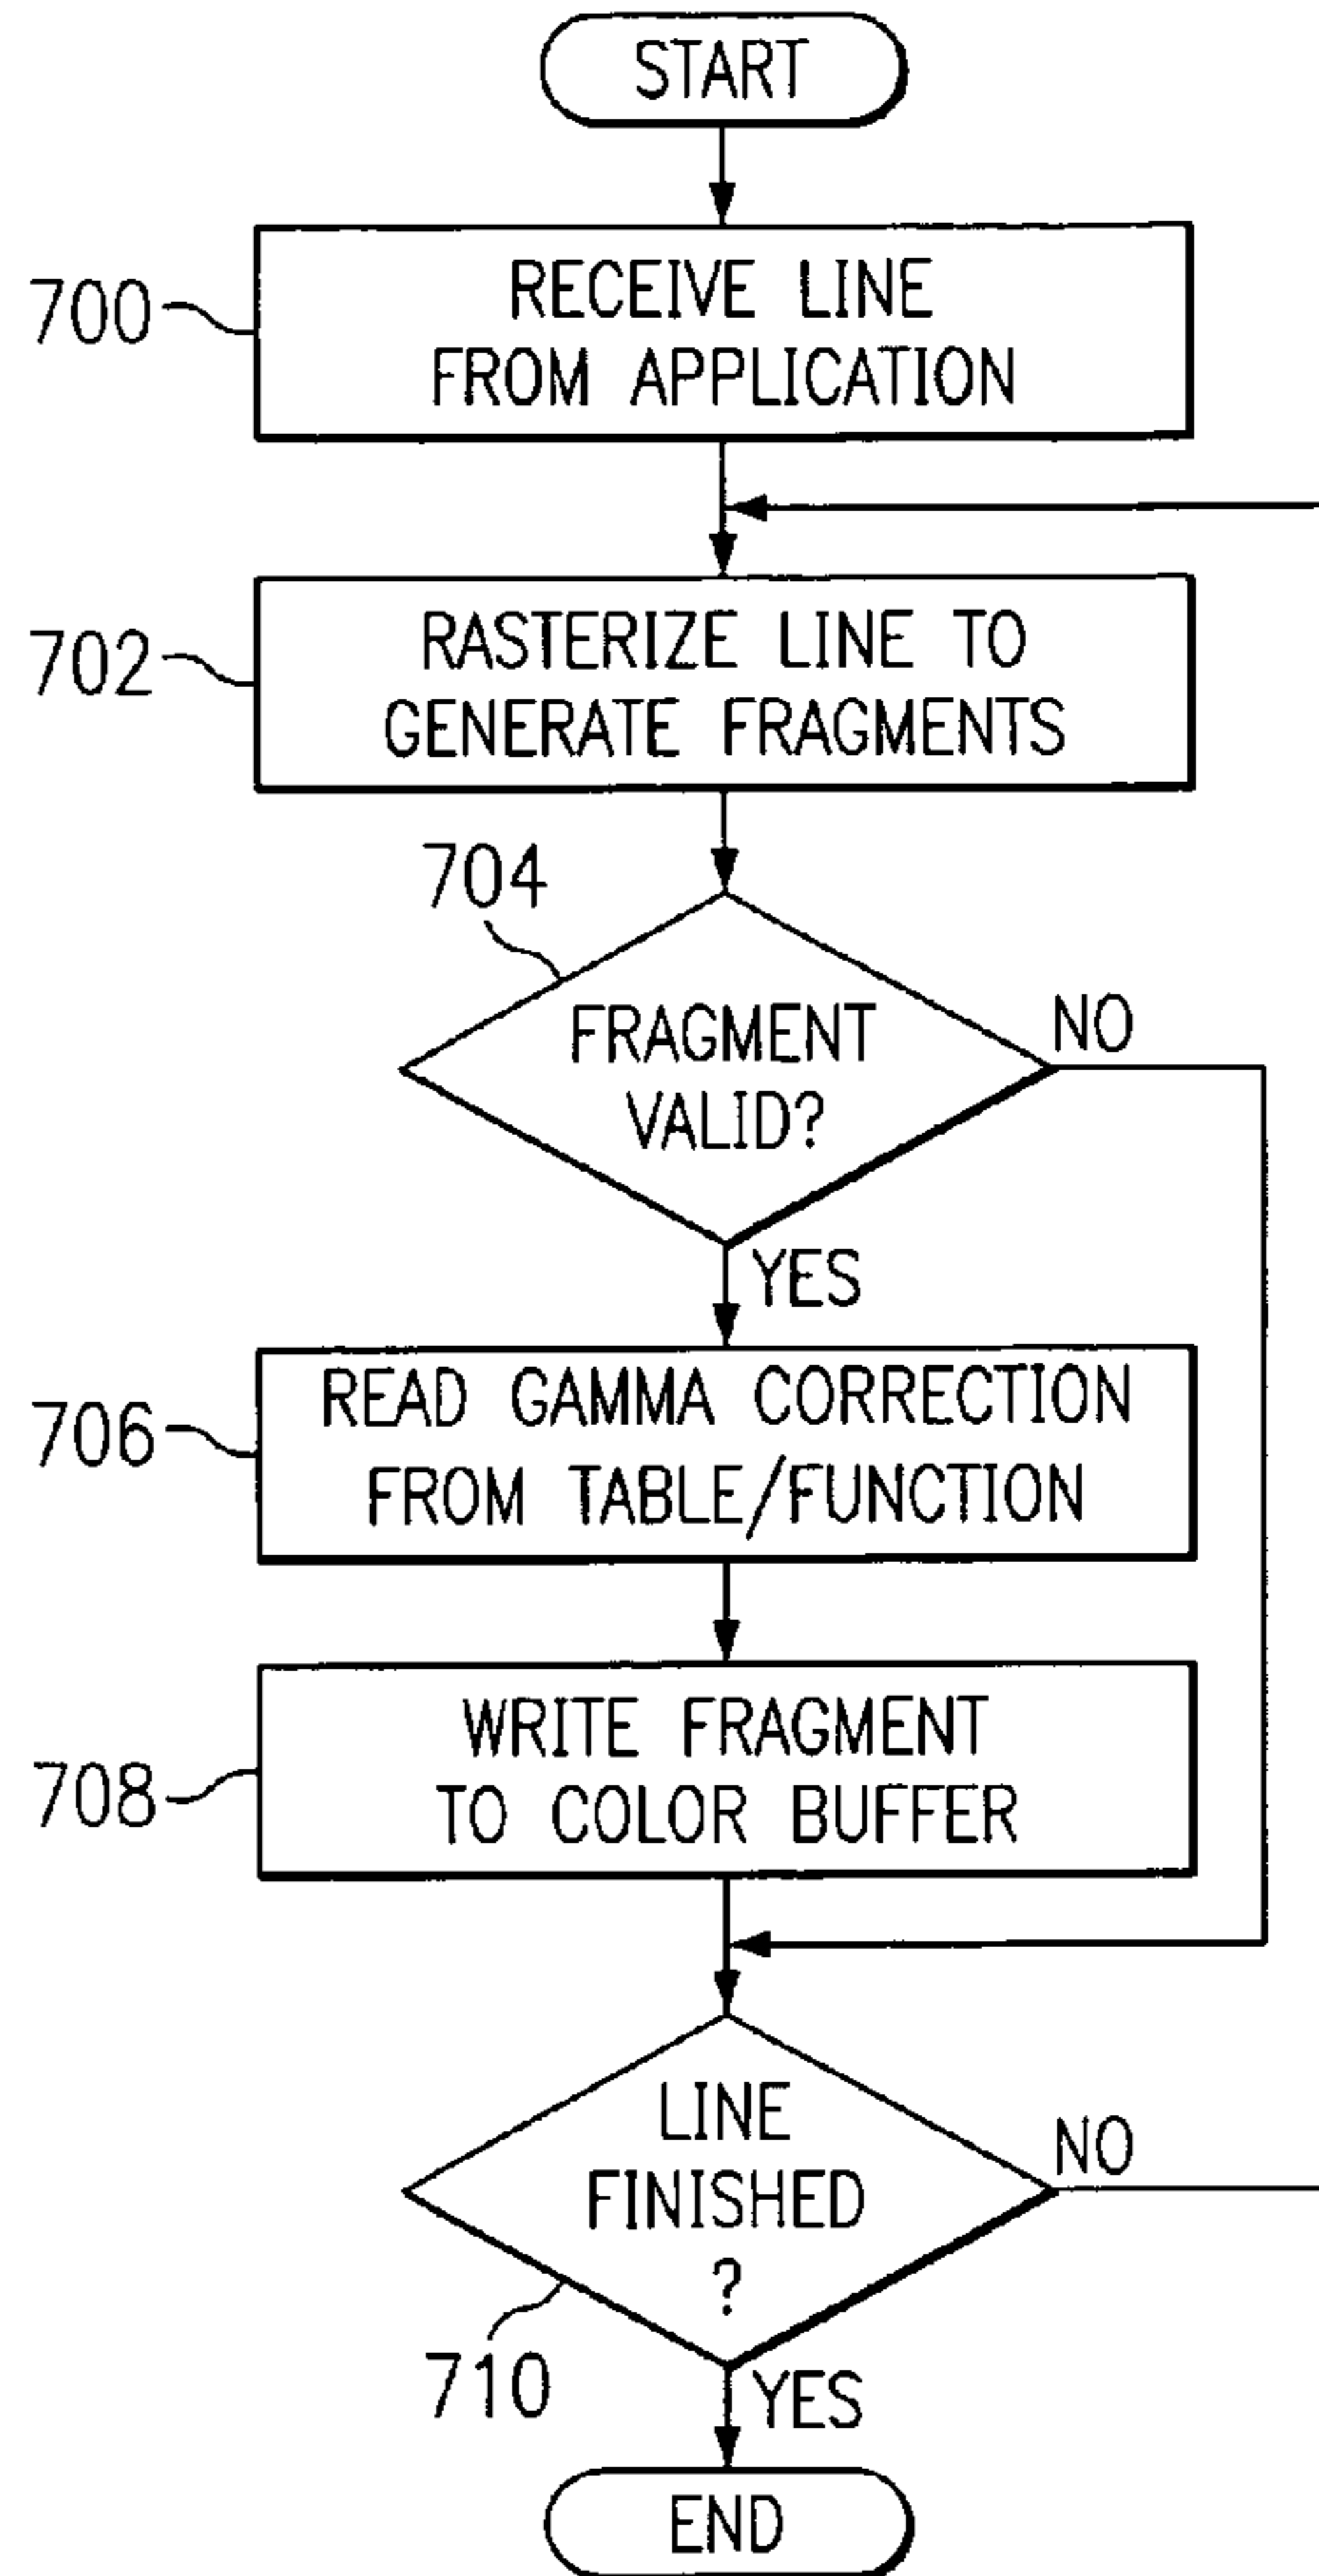 START
700
RECEIVE LINE
FROM APPLICATION
702
RASTERIZE LINE TO
GENERATE FRAGMENTS
704
FRAGMENT
VALID?
NO
YES
706
READ GAMMA CORRECTION
FROM TABLE/FUNCTION
708
WRITE FRAGMENT
TO COLOR BUFFER
LINE
FINISHED
?
NO
710
YES
END